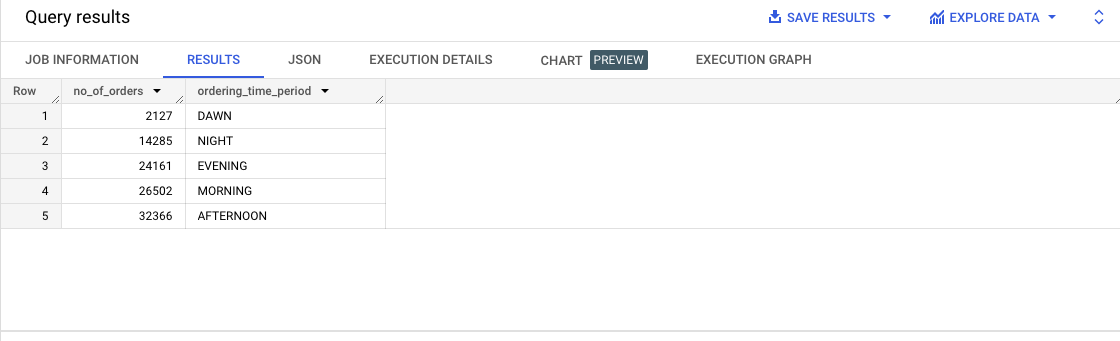 Query results SAVE RESULTS EXPLORE DATA
JOB INFORMATION RESULTS JSON EXECUTION DETAILS CHART PREVIEW EXECUTION GRAPH
Row no_of_orders ordering_time_period
1 2127 DAWN
2 14285 NIGHT
3 24161 EVENING
4 26502 MORNING
5 32366 AFTERNOON